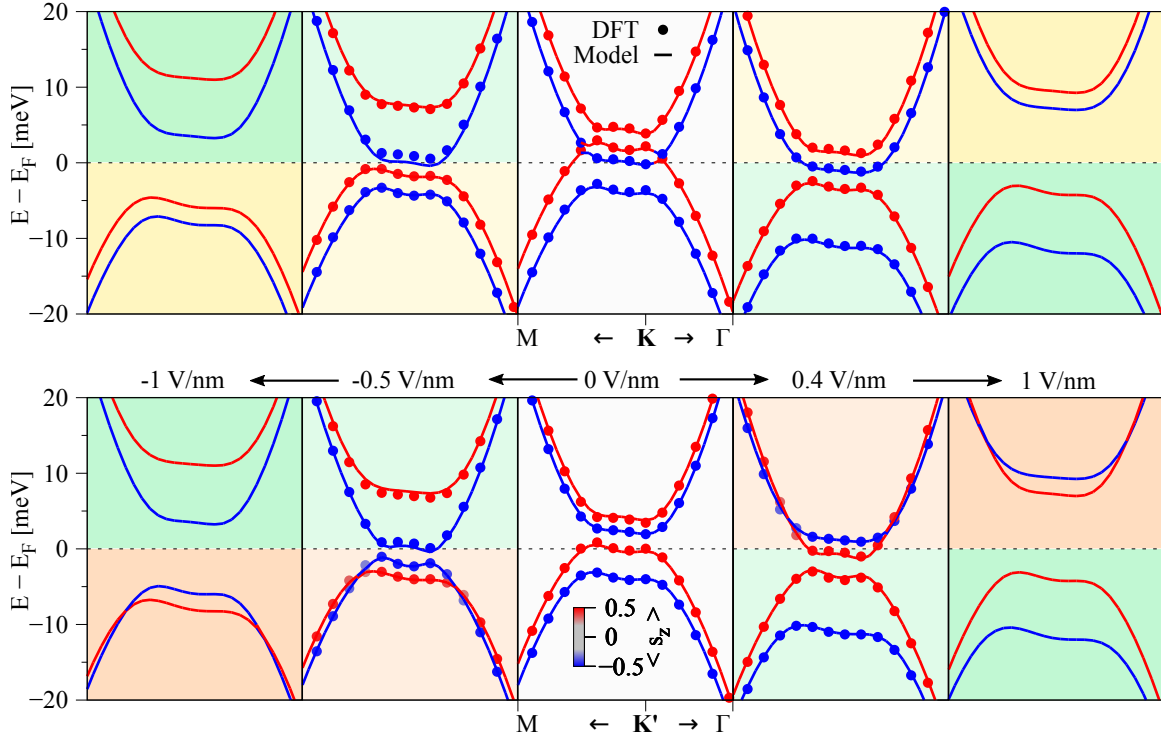 E − E_F [meV]
20
10
0
−10
−20
DFT
Model
M ← K → Γ
-1 V/nm
-0.5 V/nm
0 V/nm
0.4 V/nm
1 V/nm
E − E_F [meV]
20
10
0
−10
−20
0.5
0
−0.5
< s_z >
M ← K' → Γ